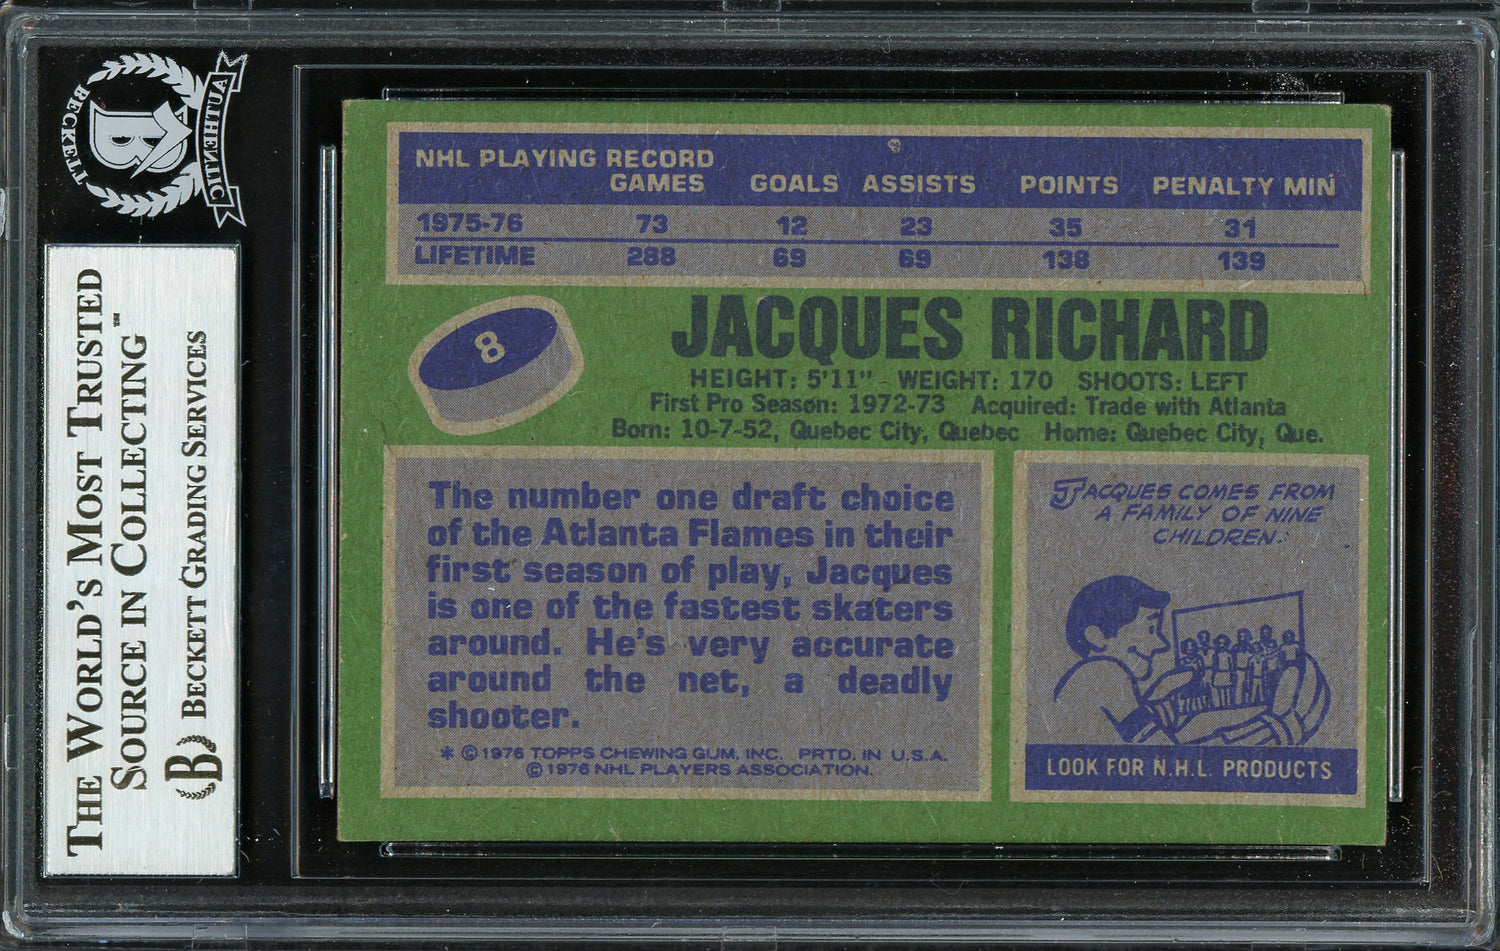 BECKETT
AUTHENTIC
B
THE WORLD'S MOST TRUSTED
SOURCE IN COLLECTING™
B BECKETT GRADING SERVICES
NHL PLAYING RECORD
GAMES GOALS ASSISTS POINTS PENALTY MIN
1975-76 73 12 23 35 31
LIFETIME 288 69 69 138 139
8
JACQUES RICHARD
HEIGHT: 5'11" WEIGHT: 170 SHOOTS: LEFT
First Pro Season: 1972-73 Acquired: Trade with Atlanta
Born: 10-7-52, Quebec City, Quebec Home: Quebec City, Que.
The number one draft choice
of the Atlanta Flames in their
first season of play, Jacques
is one of the fastest skaters
around. He's very accurate
around the net, a deadly
shooter.
* © 1976 TOPPS CHEWING GUM, INC. PRTD. IN U.S.A.
© 1976 NHL PLAYERS ASSOCIATION.
JACQUES COMES FROM
A FAMILY OF NINE
CHILDREN.
LOOK FOR N.H.L. PRODUCTS